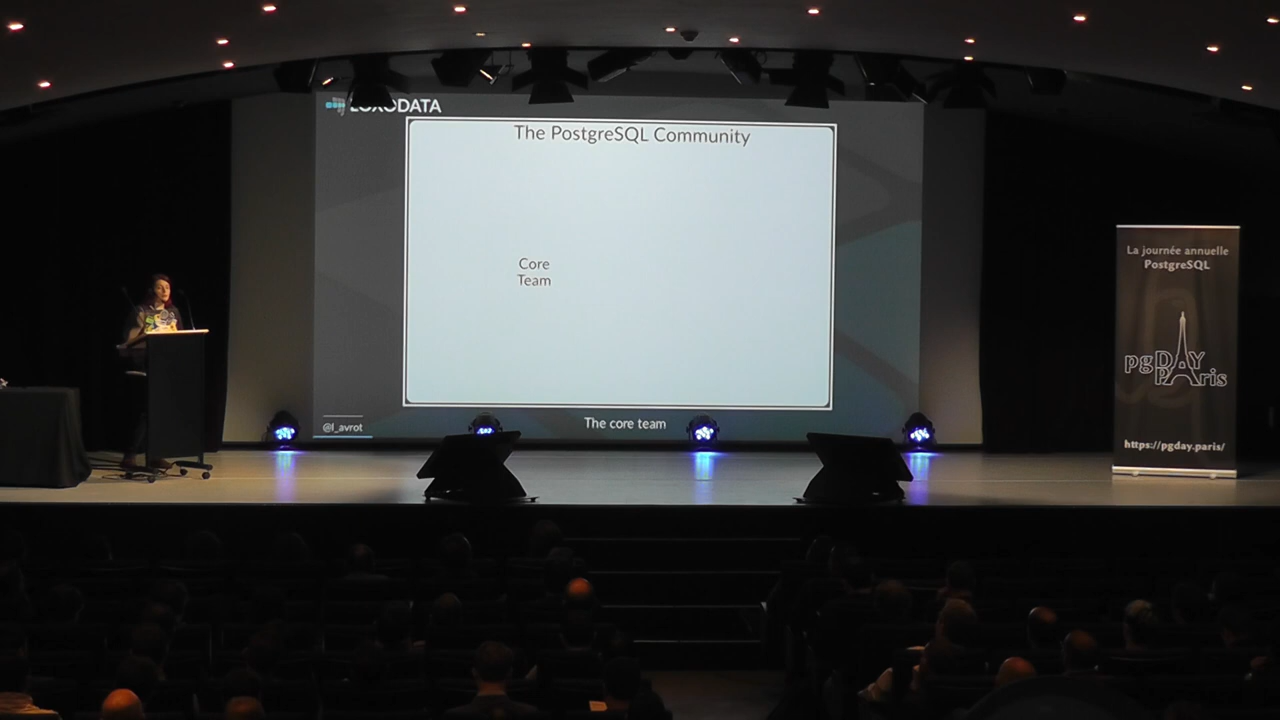 LOXODATA
The PostgreSQL Community
Core
Team
@l_avrot
The core team
La journée annuelle
PostgreSQL
pgDAY
PAris
https://pgday.paris/